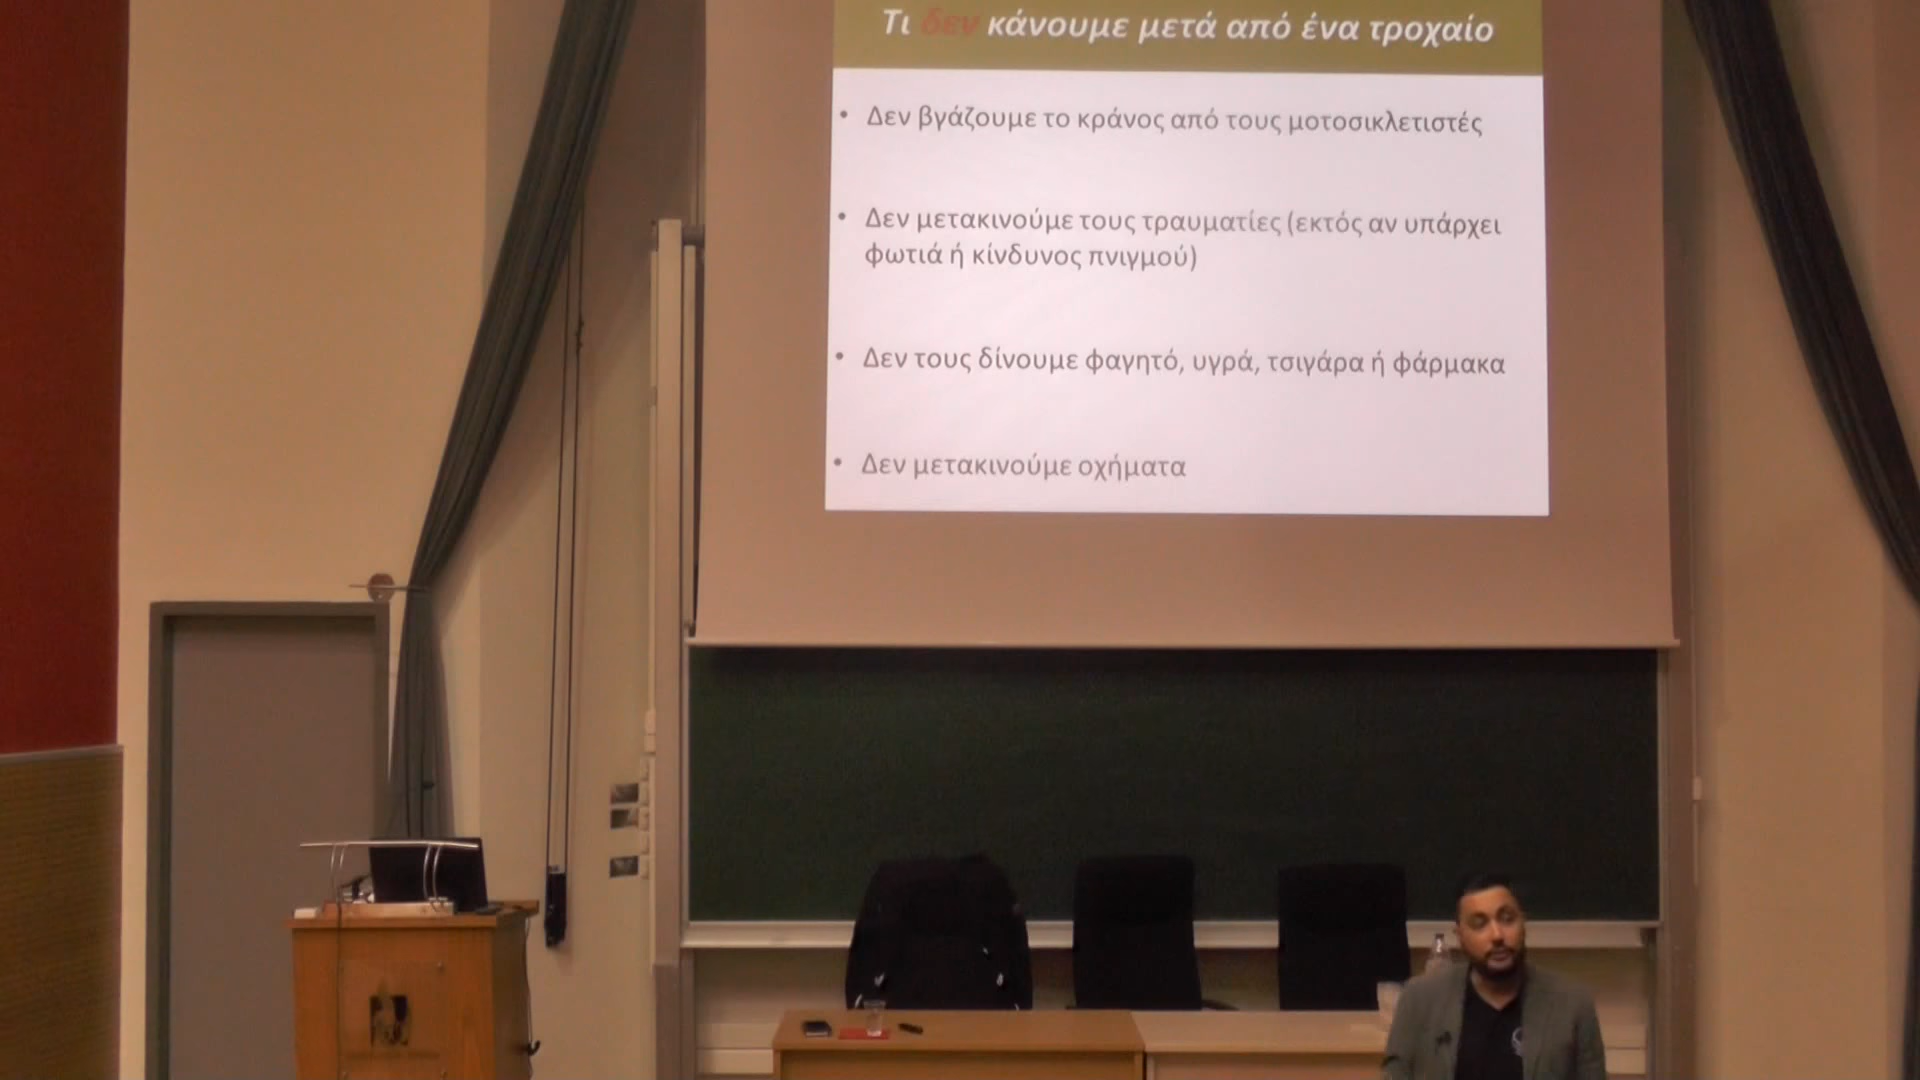 Τι δεν κάνουμε μετά από ένα τροχαίο
• Δεν βγάζουμε το κράνος από τους μοτοσικλετιστές
• Δεν μετακινούμε τους τραυματίες (εκτός αν υπάρχει
φωτιά ή κίνδυνος πνιγμού)
• Δεν τους δίνουμε φαγητό, υγρά, τσιγάρα ή φάρμακα
• Δεν μετακινούμε οχήματα